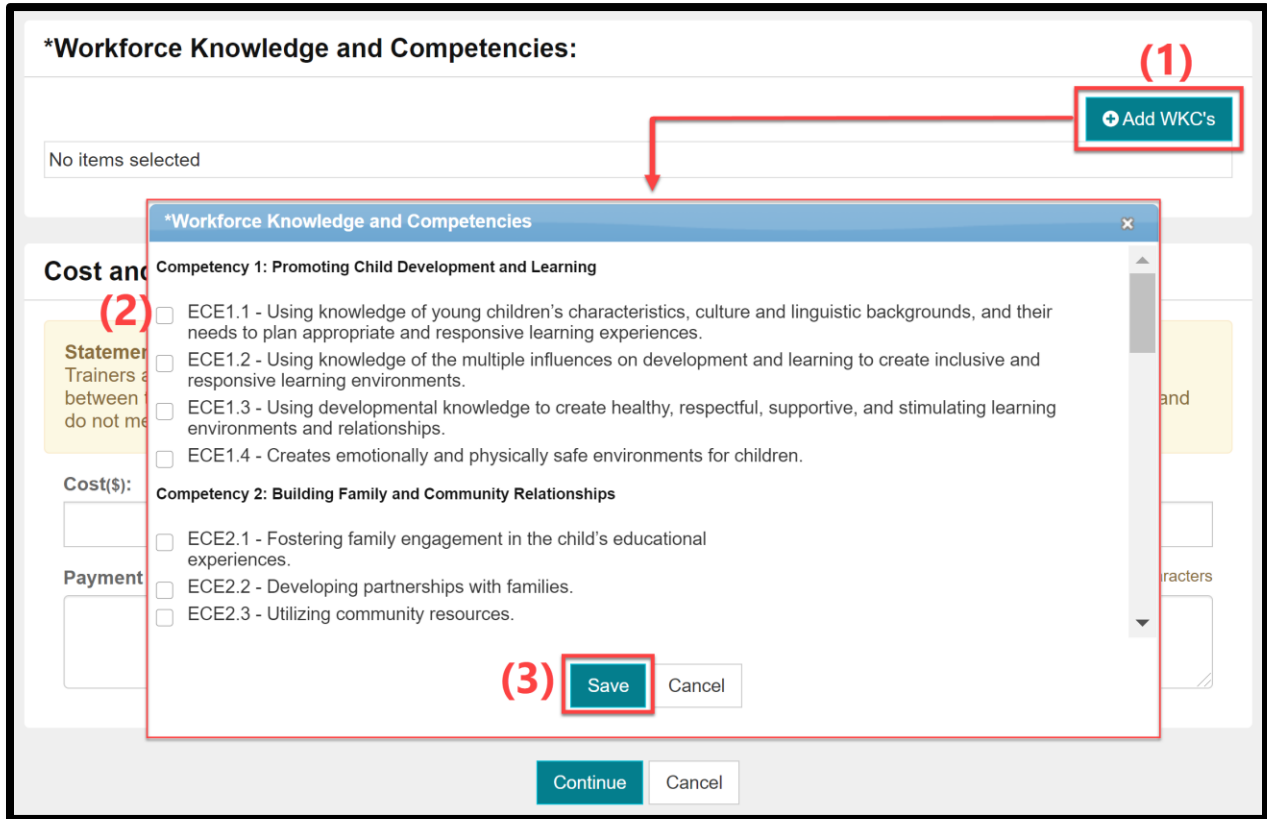 *Workforce Knowledge and Competencies:
(1)
Add WKC's
No items selected
*Workforce Knowledge and Competencies
Competency 1: Promoting Child Development and Learning
(2)
ECE1.1 - Using knowledge of young children’s characteristics, culture and linguistic backgrounds, and their
needs to plan appropriate and responsive learning experiences.
ECE1.2 - Using knowledge of the multiple influences on development and learning to create inclusive and
responsive learning environments.
ECE1.3 - Using developmental knowledge to create healthy, respectful, supportive, and stimulating learning
environments and relationships.
ECE1.4 - Creates emotionally and physically safe environments for children.
Competency 2: Building Family and Community Relationships
ECE2.1 - Fostering family engagement in the child’s educational
experiences.
ECE2.2 - Developing partnerships with families.
ECE2.3 - Utilizing community resources.
(3)
Save
Cancel
Cost and
Trainers
between
and
do not
Cost($):
Payment
Continue
Cancel